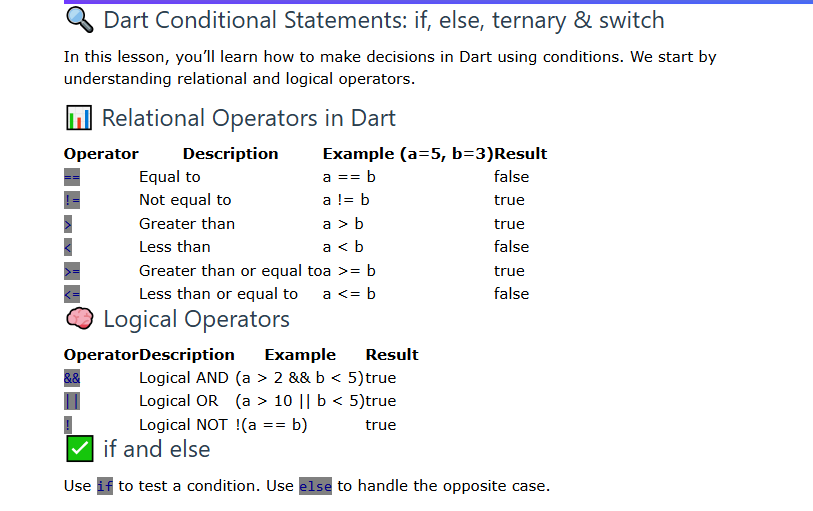 Dart Conditional Statements: if, else, ternary & switch
In this lesson, you’ll learn how to make decisions in Dart using conditions. We start by
understanding relational and logical operators.
Relational Operators in Dart
Operator Description Example (a=5, b=3)Result
== Equal to a == b false
!= Not equal to a != b true
> Greater than a > b true
< Less than a < b false
>= Greater than or equal toa >= b true
<= Less than or equal to a <= b false
Logical Operators
OperatorDescription Example Result
&& Logical AND (a > 2 && b < 5)true
|| Logical OR (a > 10 || b < 5)true
! Logical NOT !(a == b) true
if and else
Use if to test a condition. Use else to handle the opposite case.